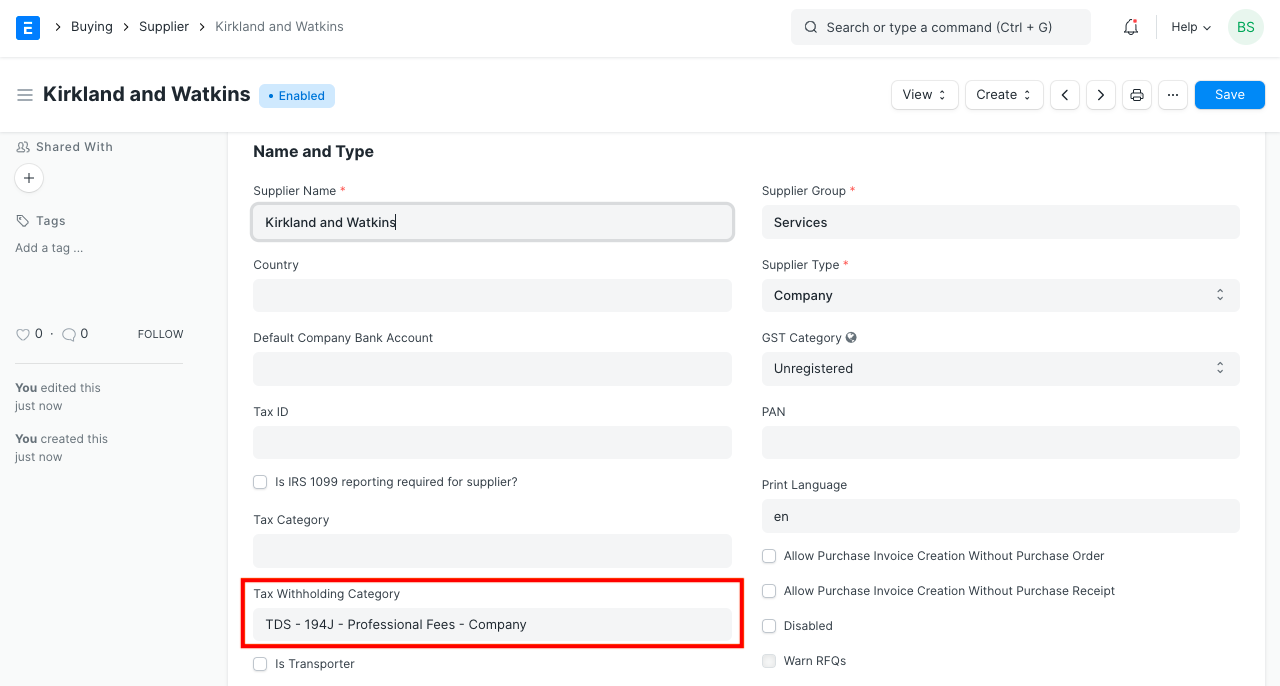 E
Buying
Supplier
Kirkland and Watkins
Search or type a command (Ctrl + G)
Help
BS
Kirkland and Watkins
• Enabled
View
Create
...
Save
Shared With
+
Tags
Add a tag ...
0 · 0
FOLLOW
You edited this
just now
You created this
just now
Name and Type
Supplier Name *
Kirkland and Watkins
Country
Default Company Bank Account
Tax ID
Is IRS 1099 reporting required for supplier?
Tax Category
Tax Withholding Category
TDS - 194J - Professional Fees - Company
Is Transporter
Supplier Group *
Services
Supplier Type *
Company
GST Category
Unregistered
PAN
Print Language
en
Allow Purchase Invoice Creation Without Purchase Order
Allow Purchase Invoice Creation Without Purchase Receipt
Disabled
Warn RFQs